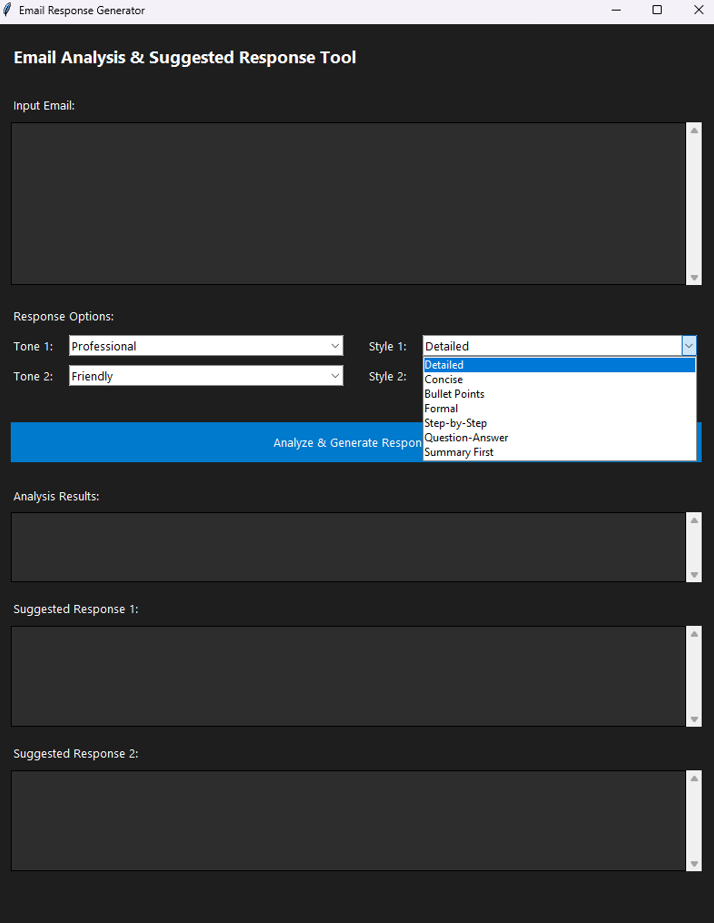 Email Response Generator
Email Analysis & Suggested Response Tool
Input Email:
Response Options:
Tone 1: Professional Style 1: Detailed
Tone 2: Friendly Style 2:
Detailed
Concise
Bullet Points
Formal
Step-by-Step
Question-Answer
Summary First
Analyze & Generate Respon
Analysis Results:
Suggested Response 1:
Suggested Response 2: